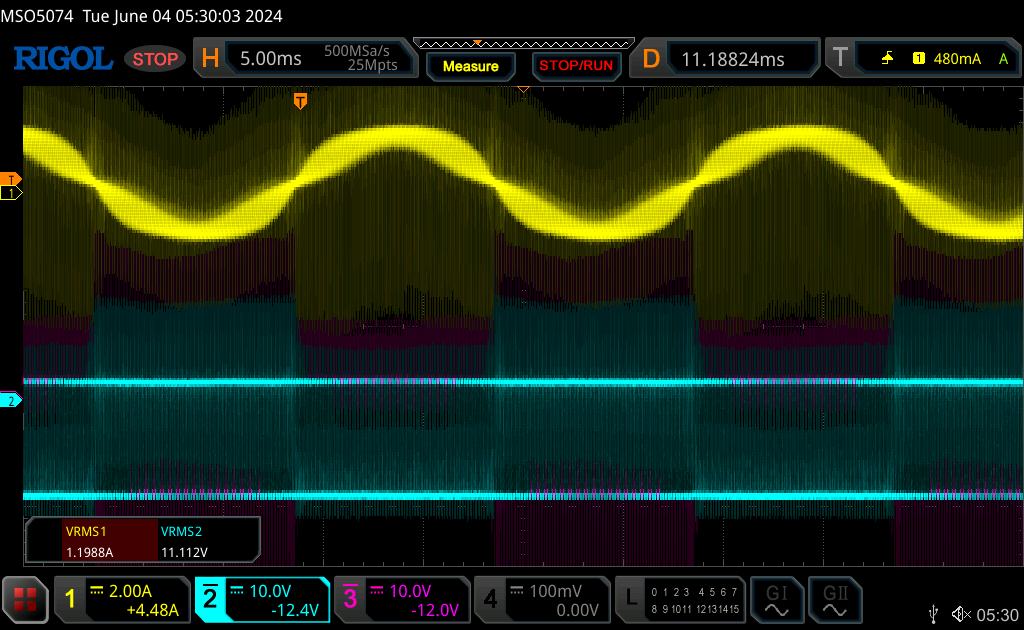 MSO5074 Tue June 04 05:30:03 2024
RIGOL STOP H 5.00ms 500MSa/s 25Mpts Measure STOP/RUN D 11.18824ms T 1 480mA A
T
T
1
2
VRMS1 VRMS2
1.1988A 11.112V
1 2.00A +4.48A 2 10.0V -12.4V 3 10.0V -12.0V 4 100mV 0.00V L 0 1 2 3 4 5 6 7 8 9 10 11 12 13 14 15 GI GII
05:30